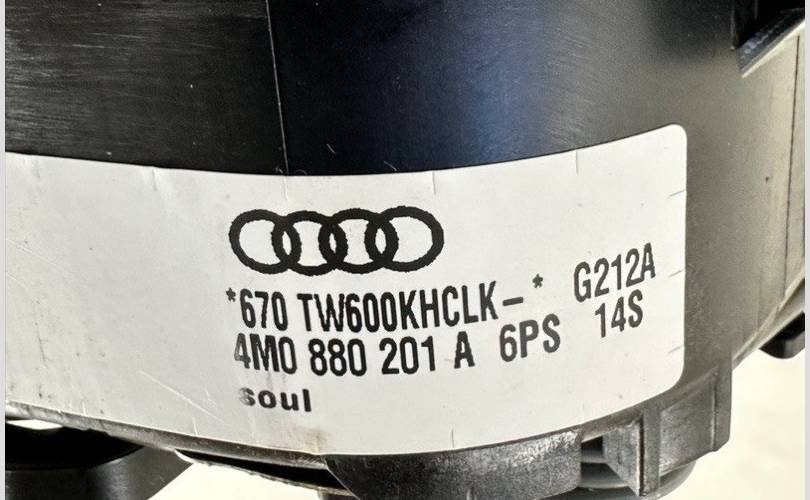 *670 TW600KHCLK-* G212A
4M0 880 201 A 6PS 14S
soul